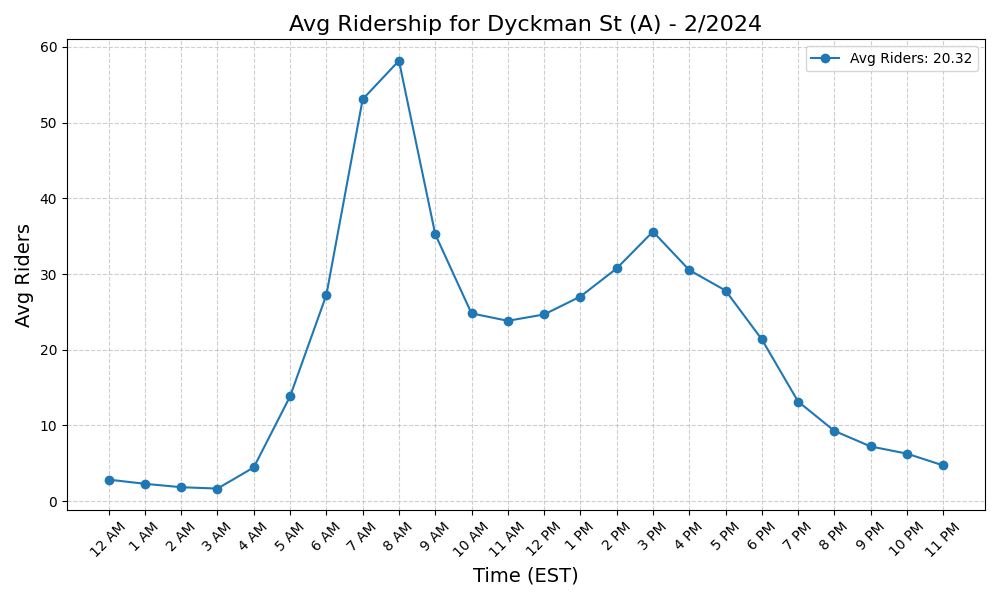 Avg Ridership for Dyckman St (A) - 2/2024
Avg Riders: 20.32
Avg Riders
60
50
40
30
20
10
0
12 AM
1 AM
2 AM
3 AM
4 AM
5 AM
6 AM
7 AM
8 AM
9 AM
10 AM
11 AM
12 PM
1 PM
2 PM
3 PM
4 PM
5 PM
6 PM
7 PM
8 PM
9 PM
10 PM
11 PM
Time (EST)